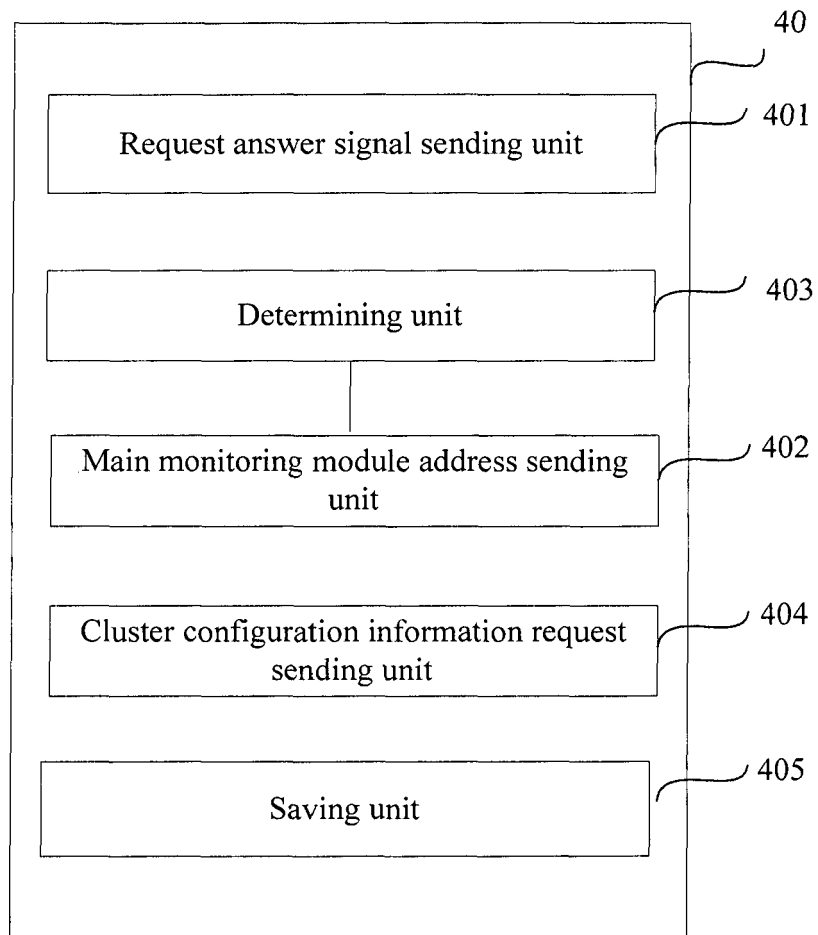 40
401
Request answer signal sending unit
403
Determining unit
402
Main monitoring module address sending
unit
404
Cluster configuration information request
sending unit
405
Saving unit